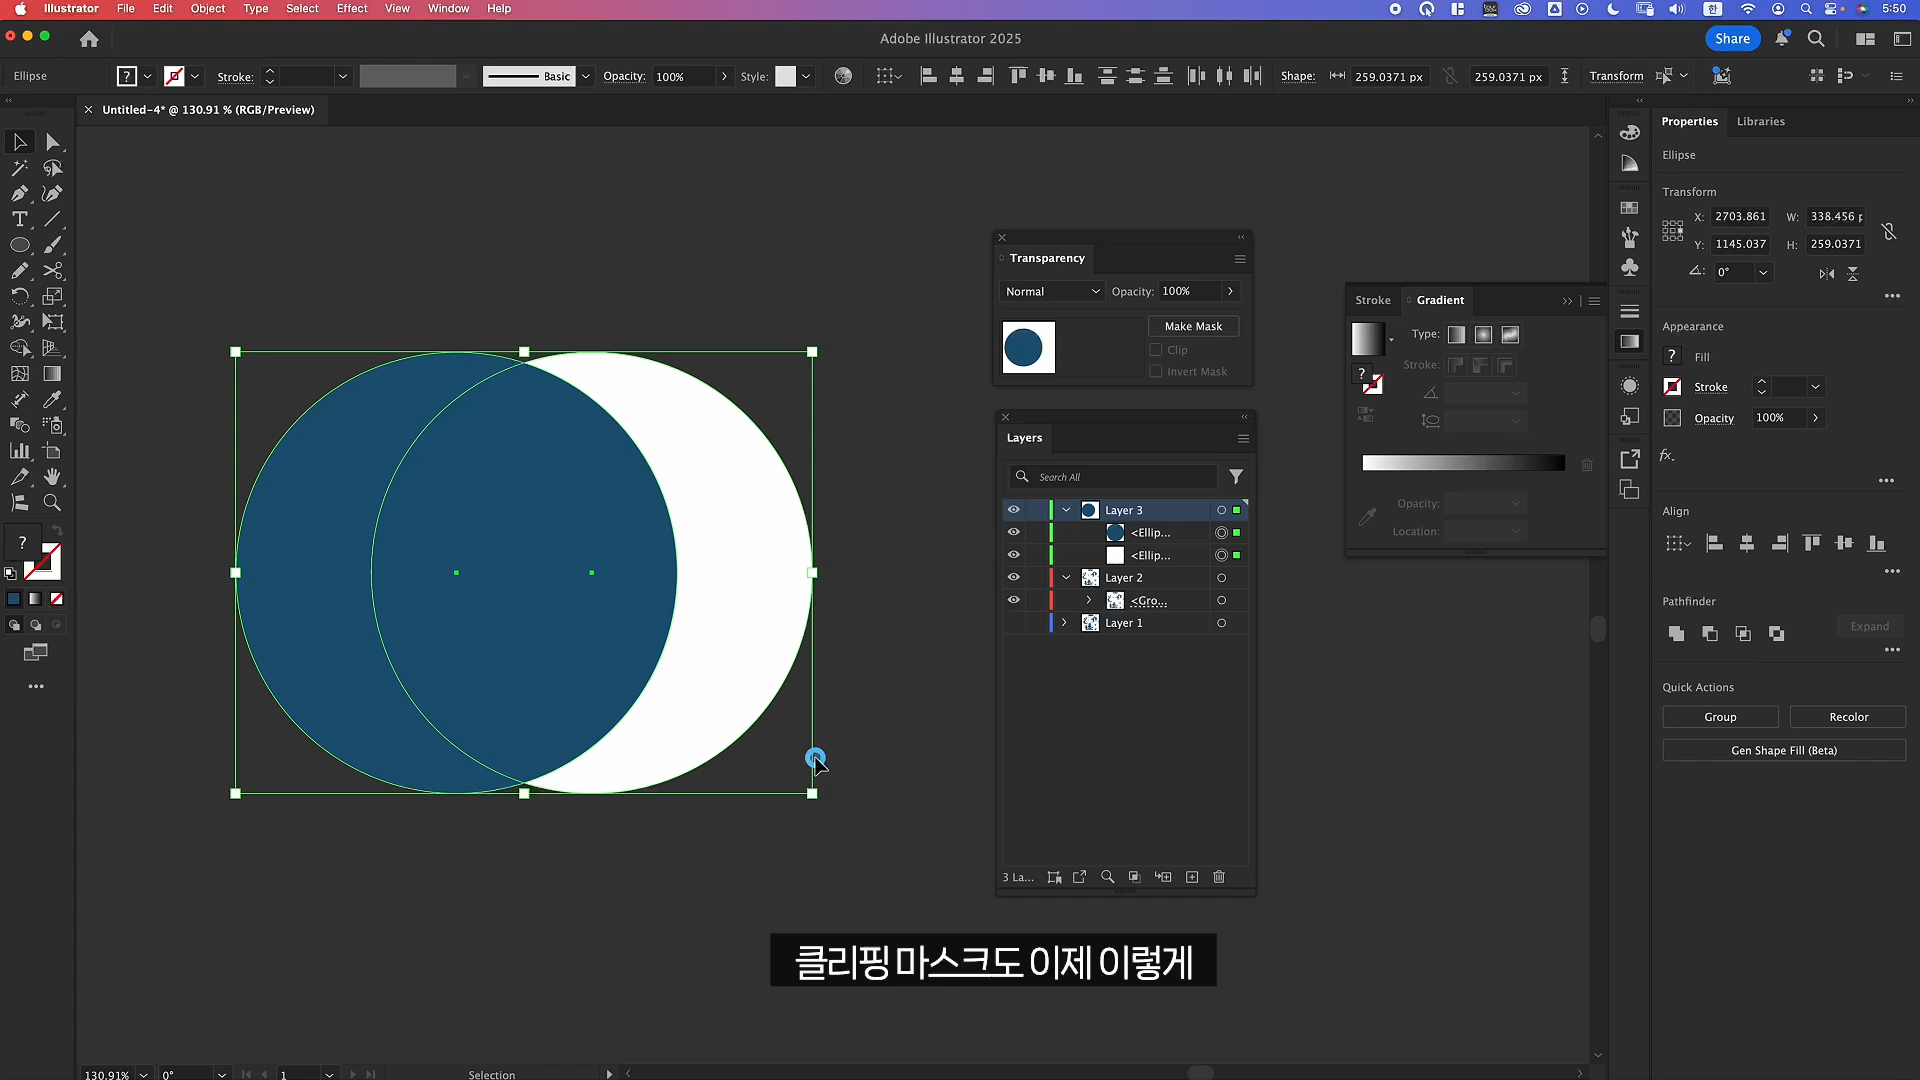 Illustrator File Edit Object Type Select Effect View Window Help 한 5:50
Adobe Illustrator 2025 Share
Ellipse ? Stroke: Basic Opacity: 100% Style: Shape: 259.0371 px 259.0371 px Transform
Untitled-4* @ 130.91 % (RGB/Preview)
Properties Libraries
Ellipse
Transform
X: 2703.861 W: 338.456 p
Y: 1145.037 H: 259.0371
0°
Appearance
? Fill
Stroke
Opacity 100%
fx.
Align
Pathfinder
Expand
Quick Actions
Group Recolor
Gen Shape Fill (Beta)
Transparency
Normal Opacity: 100%
Make Mask
Clip
Invert Mask
Stroke Gradient
Type:
Stroke:
?
Opacity:
Location:
Layers
Search All
Layer 3
<Ellip...
<Ellip...
Layer 2
<Gro...
Layer 1
3 La...
?
클리핑 마스크도 이제 이렇게
130.91% 0° 1 Selection